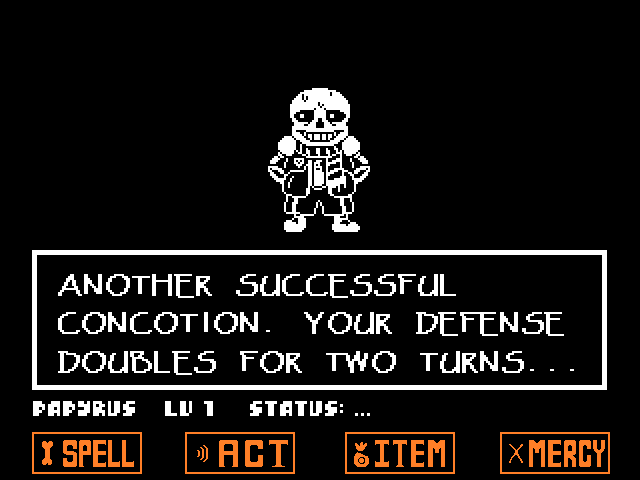 ANOTHER SUCCESSFUL
CONCOTION. YOUR DEFENSE
DOUBLES FOR TWO TURNS...
PAPYRUS LV 1 STATUS: ...
SPELL ACT ITEM MERCY